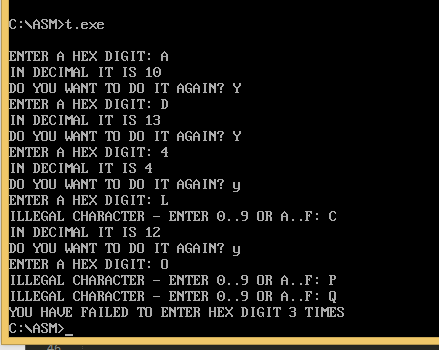 C:\ASM>t.exe
ENTER A HEX DIGIT: A
IN DECIMAL IT IS 10
DO YOU WANT TO DO IT AGAIN? Y
ENTER A HEX DIGIT: D
IN DECIMAL IT IS 13
DO YOU WANT TO DO IT AGAIN? Y
ENTER A HEX DIGIT: 4
IN DECIMAL IT IS 4
DO YOU WANT TO DO IT AGAIN? y
ENTER A HEX DIGIT: L
ILLEGAL CHARACTER - ENTER 0..9 OR A..F: C
IN DECIMAL IT IS 12
DO YOU WANT TO DO IT AGAIN? y
ENTER A HEX DIGIT: O
ILLEGAL CHARACTER - ENTER 0..9 OR A..F: P
ILLEGAL CHARACTER - ENTER 0..9 OR A..F: Q
YOU HAVE FAILED TO ENTER HEX DIGIT 3 TIMES
C:\ASM>_